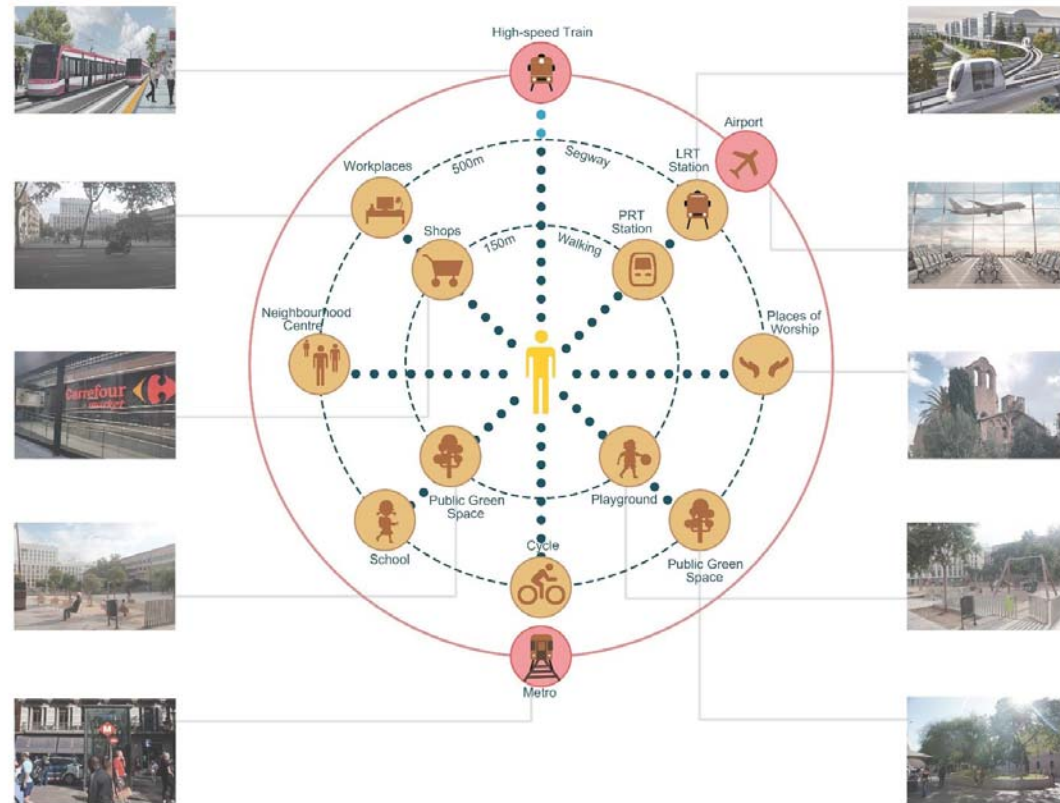 High-speed Train
Airport
Workplaces
500m
Segway
LRT
Station
Shops
150m
Walking
PRT
Station
Neighbourhood
Centre
Places of
Worship
Carrefour
market
Public Green
Space
Playground
School
Cycle
Public Green
Space
Metro
M